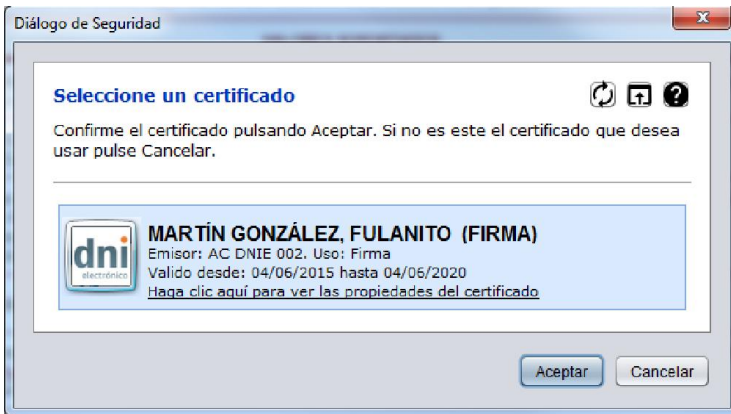 Diálogo de Seguridad
x
Seleccione un certificado
?
Confirme el certificado pulsando Aceptar. Si no es este el certificado que desea
usar pulse Cancelar.
dni
electrónico
MARTÍN GONZÁLEZ, FULANITO (FIRMA)
Emisor: AC DNIE 002. Uso: Firma
Valido desde: 04/06/2015 hasta 04/06/2020
Haga clic aquí para ver las propiedades del certificado
Aceptar
Cancelar